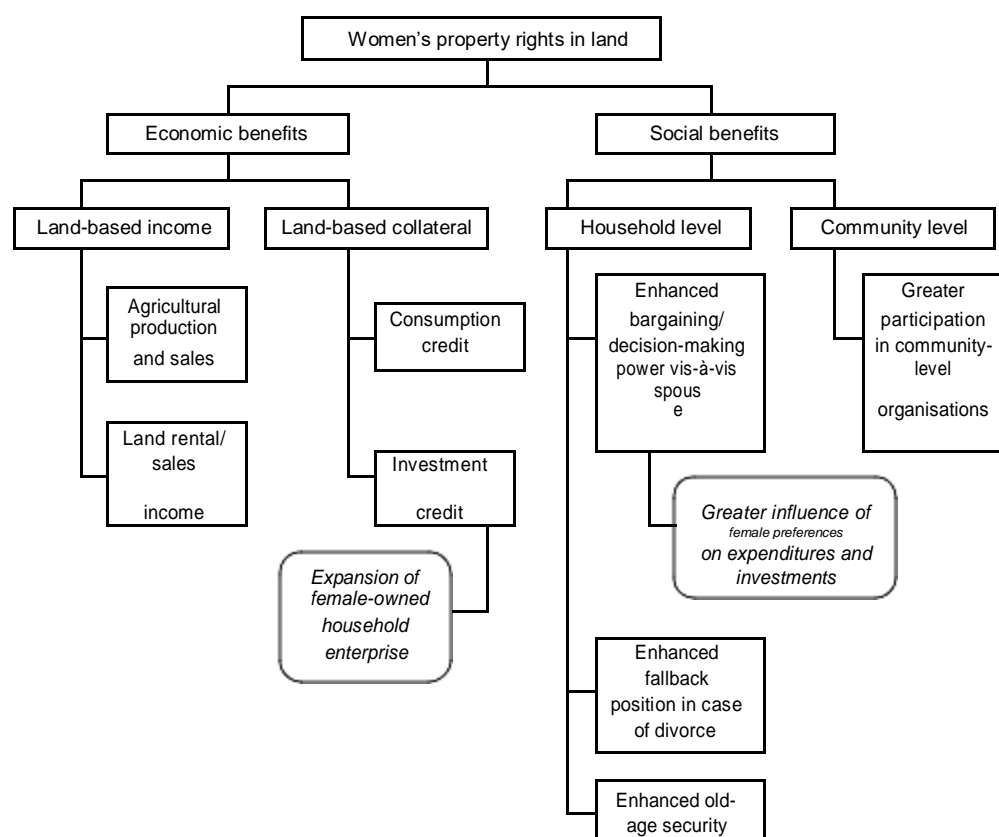 Women's property rights in land
Economic benefits
Social benefits
Land-based income
Land-based collateral
Household level
Community level
Agricultural
production
and sales
Land rental/
sales
income
Consumption
credit
Investment
credit
Expansion of
female-owned
household
enterprise
Enhanced
bargaining/
decision-making
power vis-à-vis
spous
e
Greater influence of
female preferences
on expenditures and
investments
Enhanced
fallback
position in case
of divorce
Enhanced old-
age security
Greater
participation
in community-
level
organisations